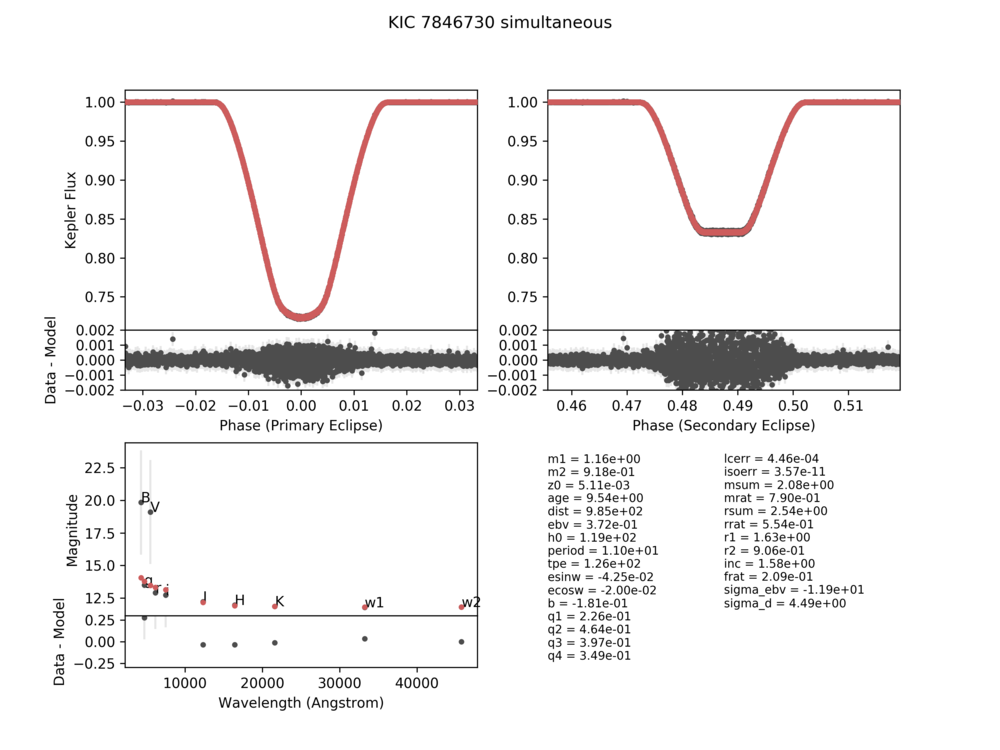 KIC 7846730 simultaneous
1.00
0.95
0.90
0.85
0.80
0.75
Kepler Flux
0.002
0.001
0.000
−0.001
−0.002
Data - Model
−0.03 −0.02 −0.01 0.00 0.01 0.02 0.03
Phase (Primary Eclipse)
1.00
0.95
0.90
0.85
0.80
0.75
0.002
0.001
0.000
−0.001
−0.002
0.46 0.47 0.48 0.49 0.50 0.51
Phase (Secondary Eclipse)
22.5
20.0
17.5
15.0
12.5
Magnitude
B
V
g
r
i
J
H
K
w1
w2
0.25
0.00
−0.25
Data - Model
10000 20000 30000 40000
Wavelength (Angstrom)
m1 = 1.16e+00
m2 = 9.18e-01
z0 = 5.11e-03
age = 9.54e+00
dist = 9.85e+02
ebv = 3.72e-01
h0 = 1.19e+02
period = 1.10e+01
tpe = 1.26e+02
esinw = -4.25e-02
ecosw = -2.00e-02
b = -1.81e-01
q1 = 2.26e-01
q2 = 4.64e-01
q3 = 3.97e-01
q4 = 3.49e-01
lcerr = 4.46e-04
isoerr = 3.57e-11
msum = 2.08e+00
mrat = 7.90e-01
rsum = 2.54e+00
rrat = 5.54e-01
r1 = 1.63e+00
r2 = 9.06e-01
inc = 1.58e+00
frat = 2.09e-01
sigma_ebv = -1.19e+01
sigma_d = 4.49e+00